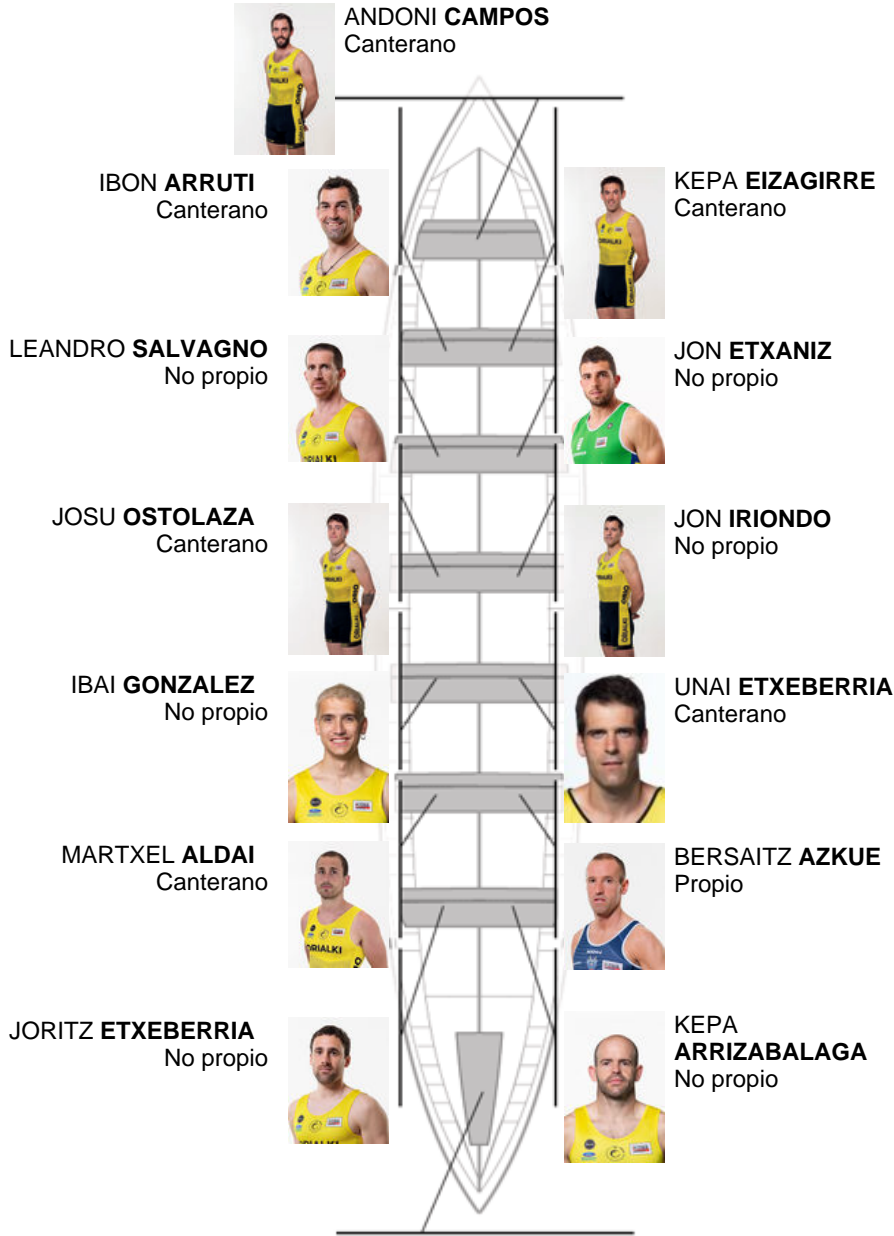 ANDONI CAMPOS
Canterano
IBON ARRUTI
Canterano
KEPA EIZAGIRRE
Canterano
LEANDRO SALVAGNO
No propio
JON ETXANIZ
No propio
JOSU OSTOLAZA
Canterano
JON IRIONDO
No propio
IBAI GONZALEZ
No propio
UNAI ETXEBERRIA
Canterano
MARTXEL ALDAI
Canterano
BERSAITZ AZKUE
Propio
JORITZ ETXEBERRIA
No propio
KEPA
ARRIZABALAGA
No propio